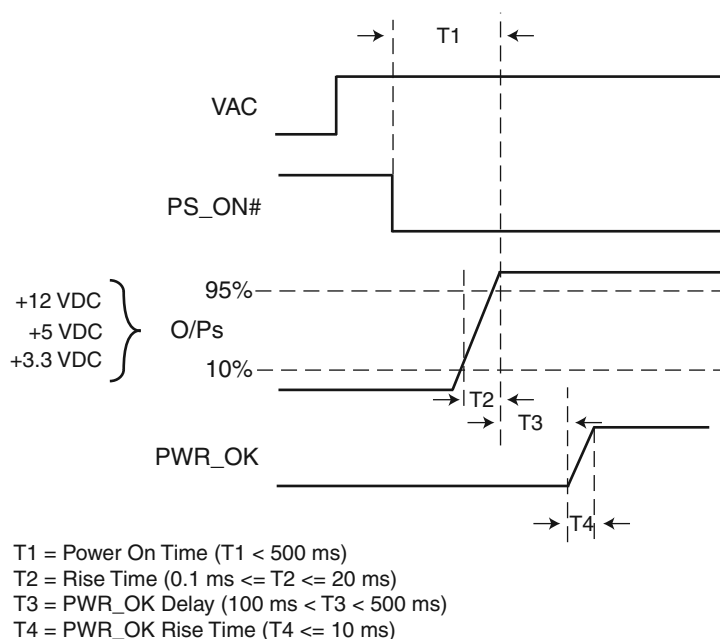 T1
VAC
PS_ON#
+12 VDC
+5 VDC
+3.3 VDC
O/Ps
95%
10%
T2
T3
PWR_OK
T4
T1 = Power On Time (T1 < 500 ms)
T2 = Rise Time (0.1 ms <= T2 <= 20 ms)
T3 = PWR_OK Delay (100 ms < T3 < 500 ms)
T4 = PWR_OK Rise Time (T4 <= 10 ms)